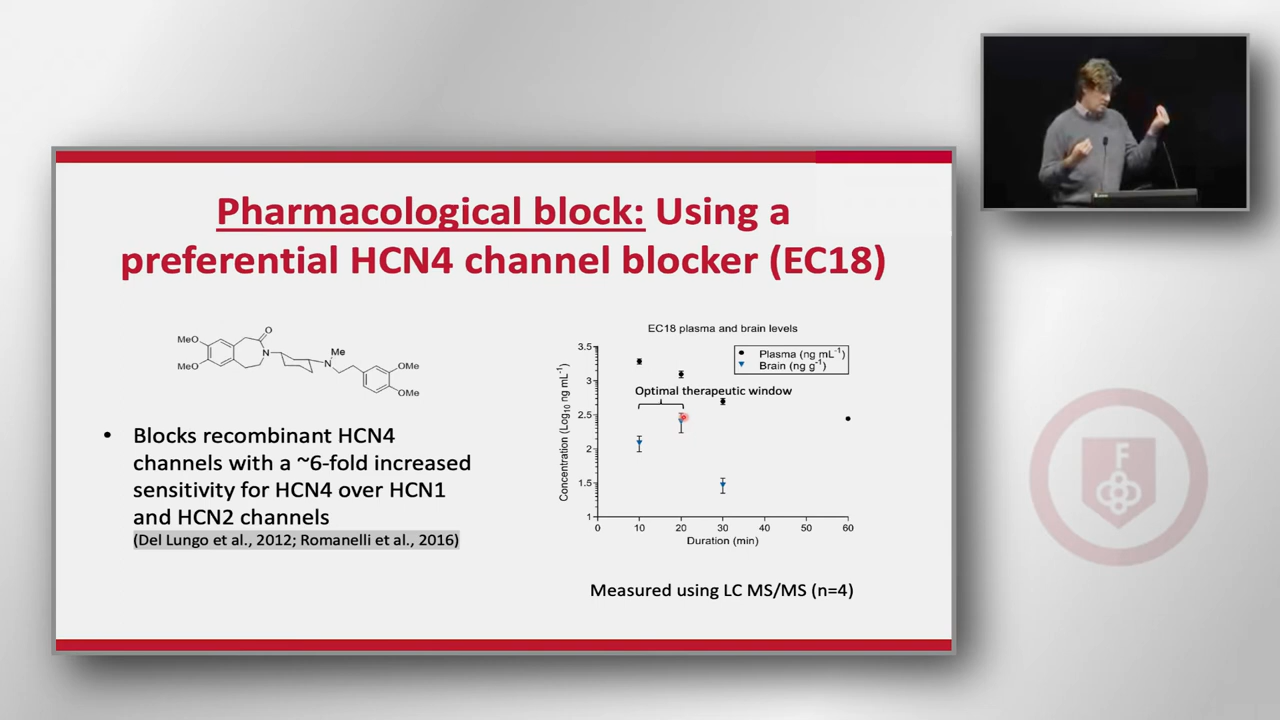 Pharmacological block: Using a
preferential HCN4 channel blocker (EC18)
MeO
MeO
O
N
Me
N
OMe
OMe
• Blocks recombinant HCN4
channels with a ~6-fold increased
sensitivity for HCN4 over HCN1
and HCN2 channels
(Del Lungo et al., 2012; Romanelli et al., 2016)
EC18 plasma and brain levels
Plasma (ng mL⁻¹)
Brain (ng g⁻¹)
Optimal therapeutic window
Concentration (Log₁₀ ng mL⁻¹)
3.5
3
2.5
2
1.5
1
0 10 20 30 40 50 60
Duration (min)
Measured using LC MS/MS (n=4)
F